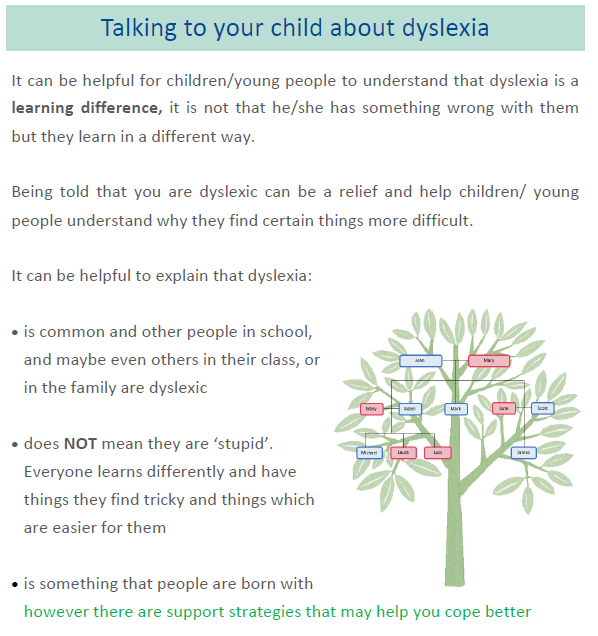 Talking to your child about dyslexia
It can be helpful for children/young people to understand that dyslexia is a
learning difference, it is not that he/she has something wrong with them
but they learn in a different way.
Being told that you are dyslexic can be a relief and help children/ young
people understand why they find certain things more difficult.
It can be helpful to explain that dyslexia:
• is common and other people in school,
and maybe even others in their class, or
in the family are dyslexic
• does NOT mean they are ‘stupid’.
Everyone learns differently and have
things they find tricky and things which
are easier for them
• is something that people are born with
however there are support strategies that may help you cope better
John Mary
Mary Adam Mark June Scott
Michael Laura Lucy James